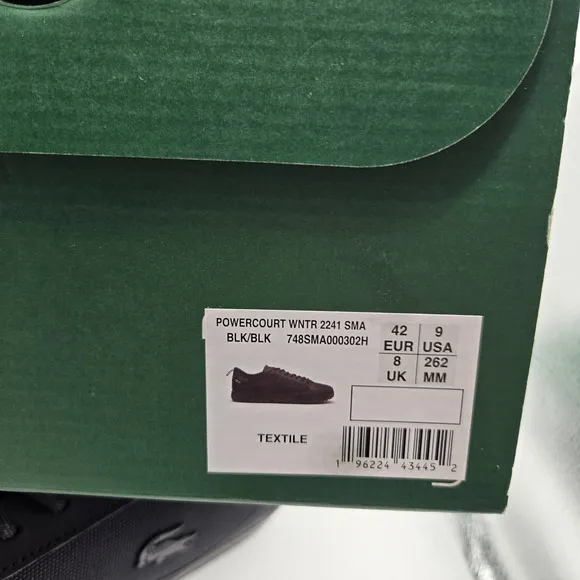 POWERCOURT WNTR 2241 SMA
BLK/BLK 748SMA000302H
42 EUR 9 USA
8 UK 262 MM
TEXTILE
1 96224 43445 2